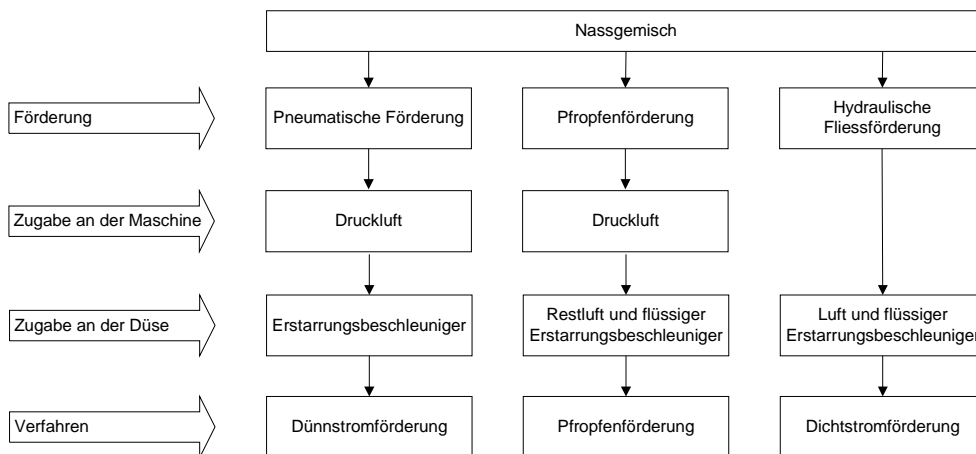 Nassgemisch
Förderung
Pneumatische Förderung
Pfropfenförderung
Hydraulische
Fliessförderung
Zugabe an der Maschine
Druckluft
Druckluft
Zugabe an der Düse
Erstarrungsbeschleuniger
Restluft und flüssiger
Erstarrungsbeschleuniger
Luft und flüssiger
Erstarrungsbeschleuniger
Verfahren
Dünnstromförderung
Pfropfenförderung
Dichtstromförderung